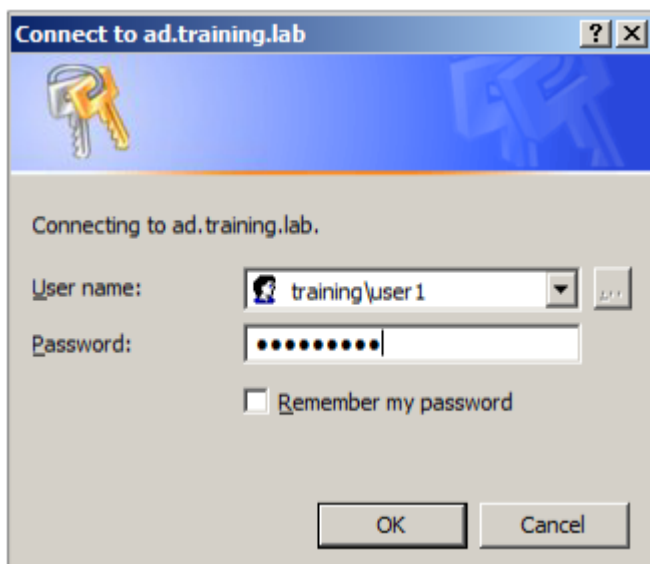 Connect to ad.training.lab
Connecting to ad.training.lab.
User name: training\user1 ...
Password: •••••••••
Remember my password
OK Cancel